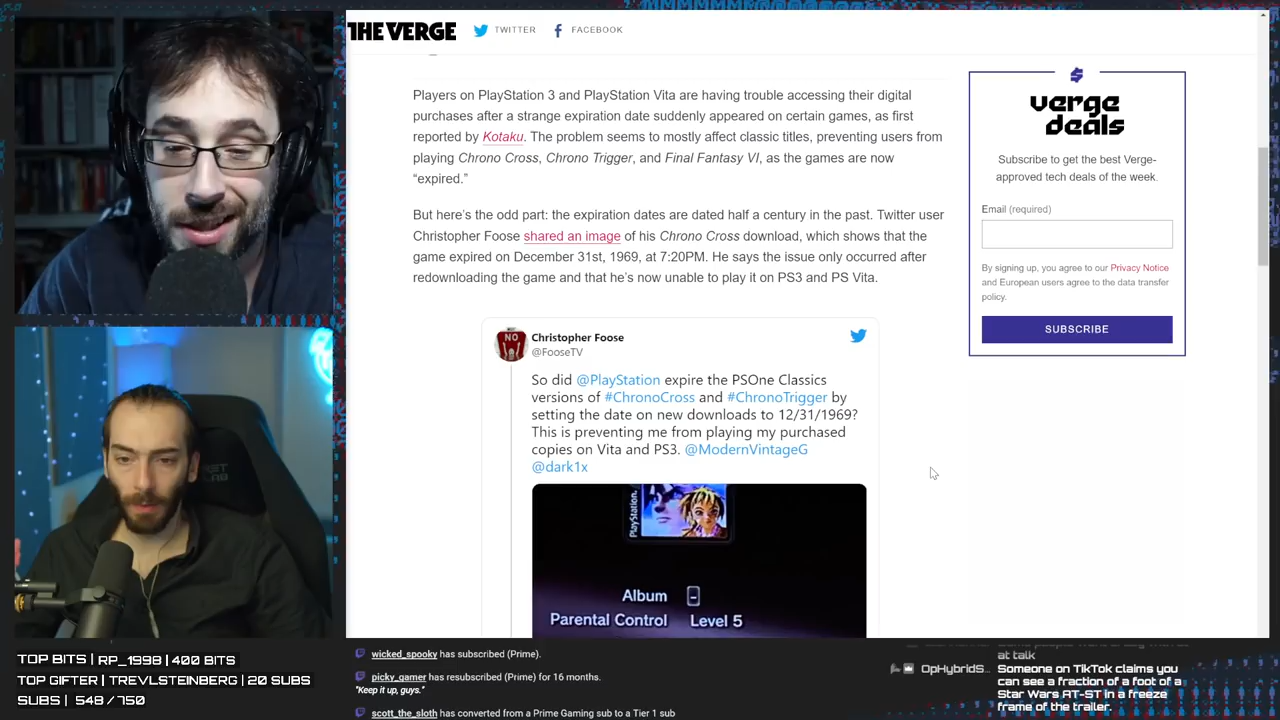 THE VERGE
TWITTER
FACEBOOK
Players on PlayStation 3 and PlayStation Vita are having trouble accessing their digital
purchases after a strange expiration date suddenly appeared on certain games, as first
reported by Kotaku. The problem seems to mostly affect classic titles, preventing users from
playing Chrono Cross, Chrono Trigger, and Final Fantasy VI, as the games are now
“expired.”
But here’s the odd part: the expiration dates are dated half a century in the past. Twitter user
Christopher Foose shared an image of his Chrono Cross download, which shows that the
game expired on December 31st, 1969, at 7:20PM. He says the issue only occurred after
redownloading the game and that he’s now unable to play it on PS3 and PS Vita.
Christopher Foose
@FooseTV
So did @PlayStation expire the PSOne Classics
versions of #ChronoCross and #ChronoTrigger by
setting the date on new downloads to 12/31/1969?
This is preventing me from playing my purchased
copies on Vita and PS3. @ModernVintageG
@dark1x
PlayStation
Album
Parental Control Level 5
verge
deals
Subscribe to get the best Verge-
approved tech deals of the week.
Email (required)
By signing up, you agree to our Privacy Notice
and European users agree to the data transfer
policy.
SUBSCRIBE
TOP BITS | RP_1998 | 400 BITS
TOP GIFTER | TREVLSTEINBERG | 20 SUBS
SUBS | 548 / 750
wicked_spooky has subscribed (Prime).
picky_gamer has resubscribed (Prime) for 16 months.
"Keep it up, guys."
scott_the_sloth has converted from a Prime Gaming sub to a Tier 1 sub
at talk
OpHybridS...
Someone on TikTok claims you
can see a fraction of a foot of a
Star Wars AT-ST in a freeze
frame of the trailer.